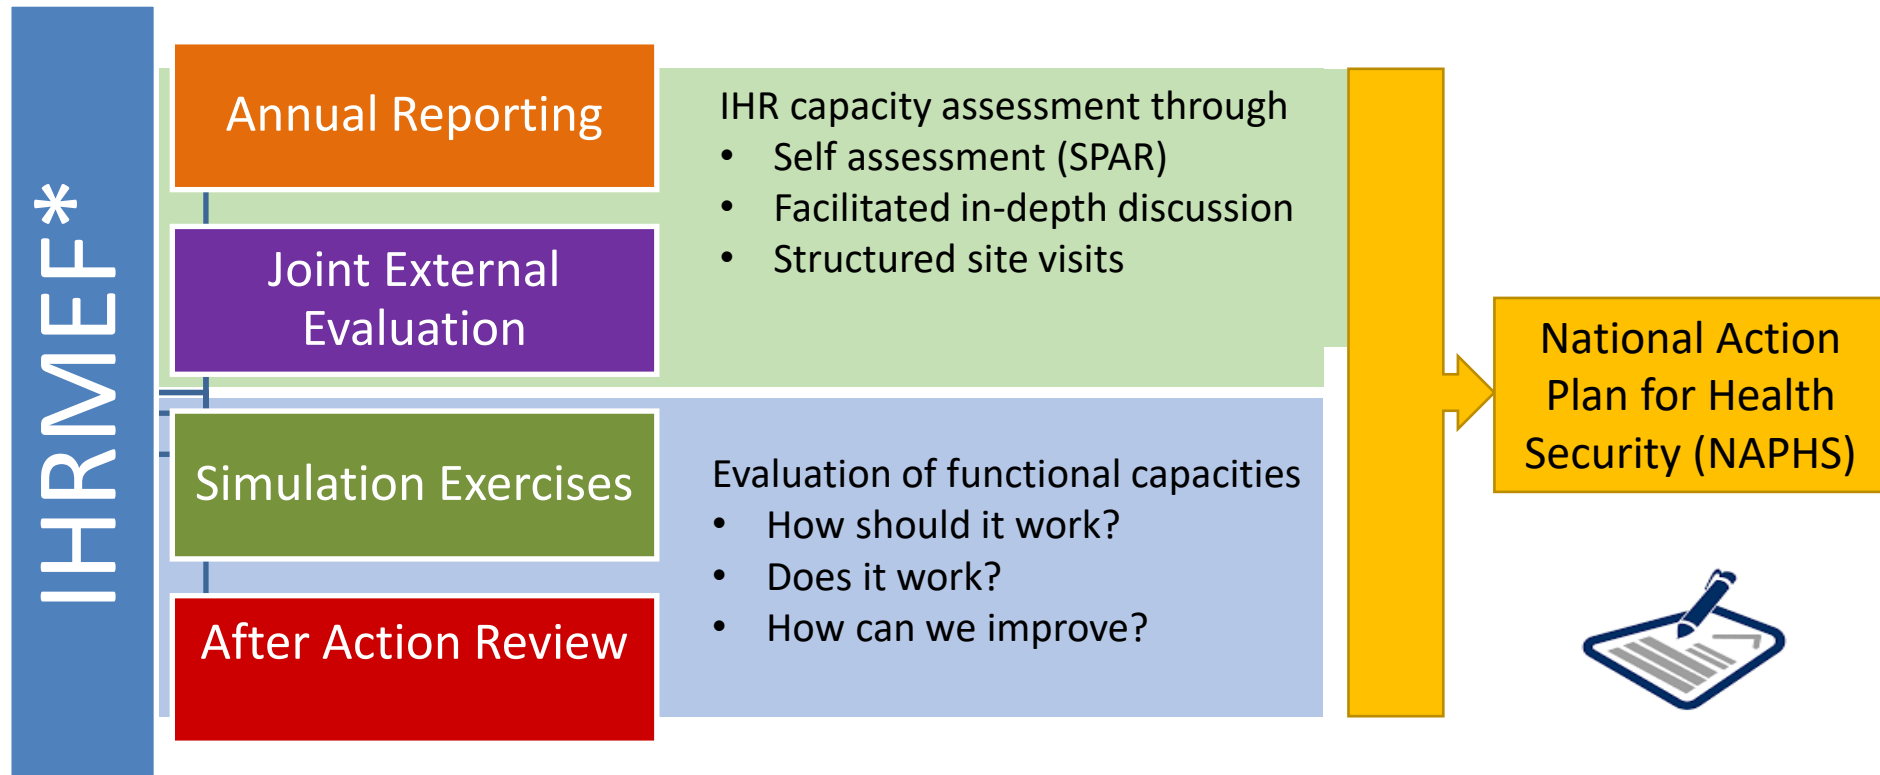 IHRMEF*
Annual Reporting
Joint External
Evaluation
Simulation Exercises
After Action Review
IHR capacity assessment through
• Self assessment (SPAR)
• Facilitated in-depth discussion
• Structured site visits
Evaluation of functional capacities
• How should it work?
• Does it work?
• How can we improve?
National Action
Plan for Health
Security (NAPHS)